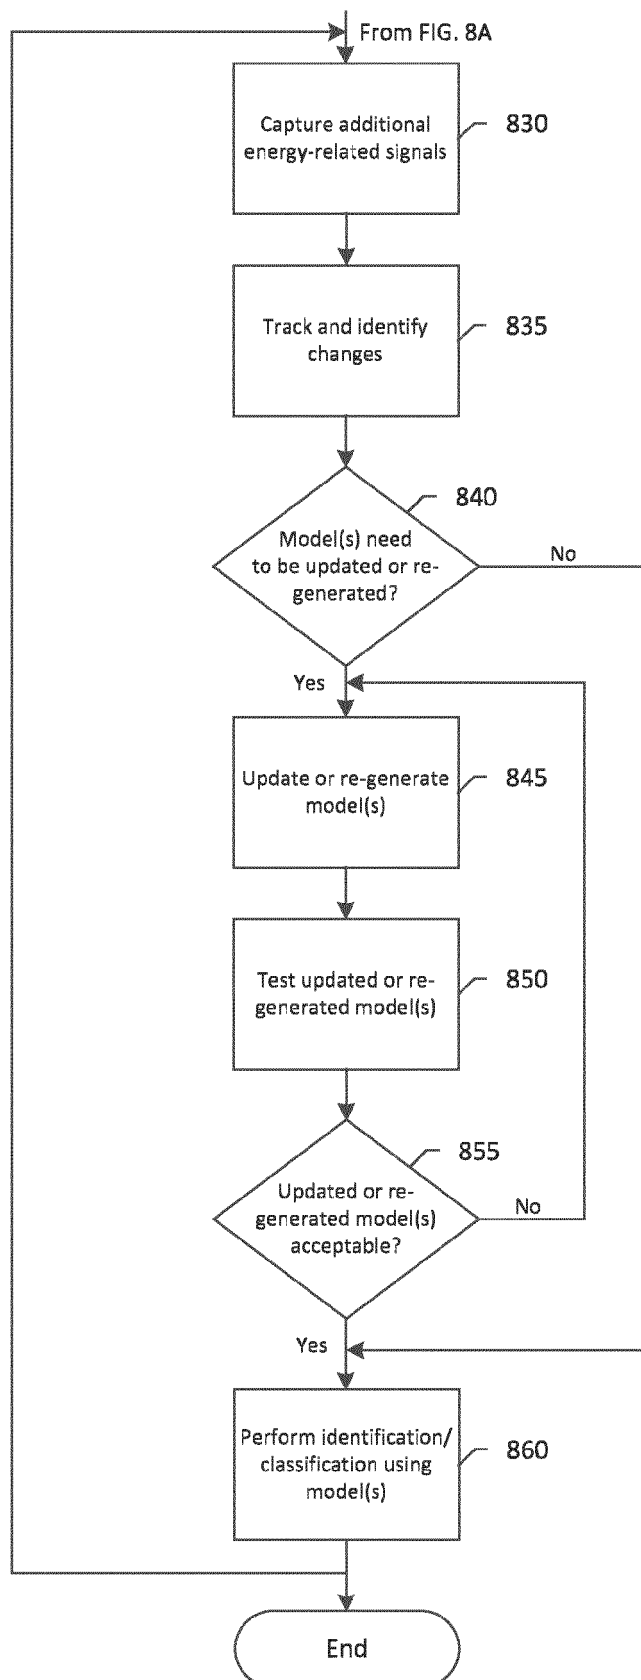 From FIG. 8A
Capture additional
energy-related signals
830
Track and identify
changes
835
840
Model(s) need
to be updated or re-
generated?
No
Yes
Update or re-generate
model(s)
845
Test updated or re-
generated model(s)
850
855
Updated or re-
generated model(s)
acceptable?
No
Yes
Perform identification/
classification using
model(s)
860
End